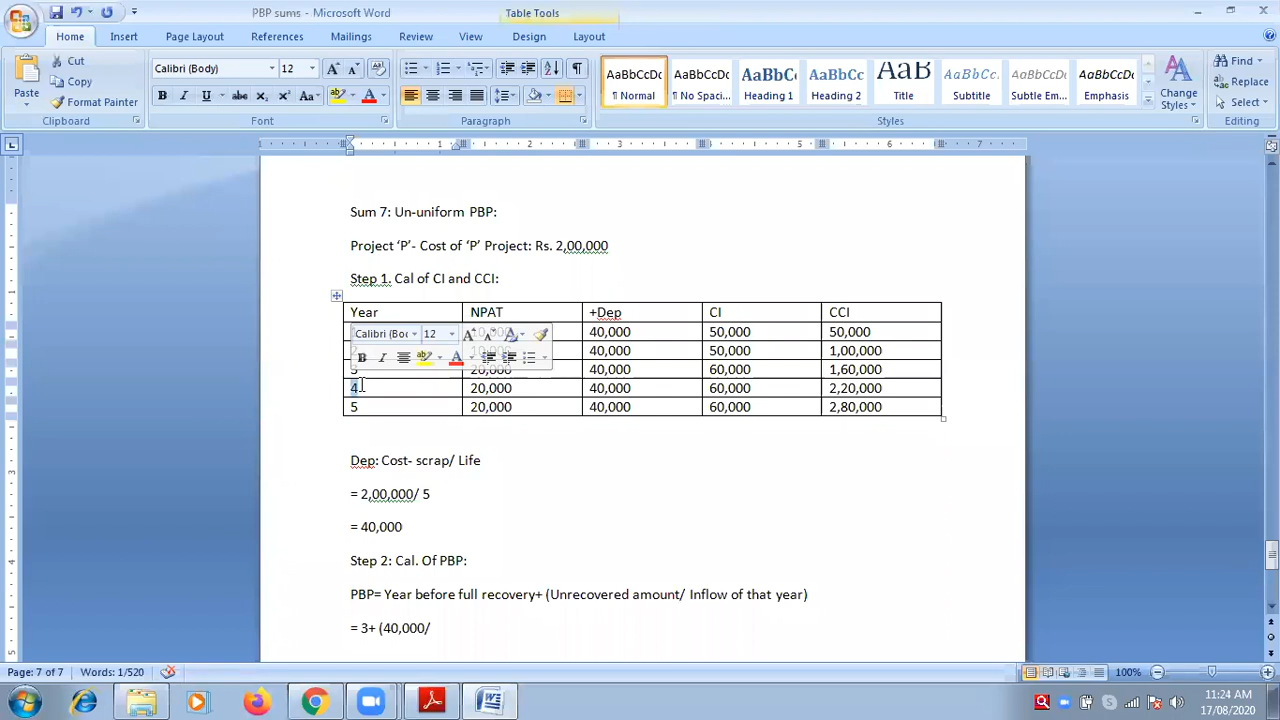 PBP sums - Microsoft Word
Table Tools
Home Insert Page Layout References Mailings Review View Design Layout
Paste Cut Copy Format Painter Clipboard
Calibri (Body) 12 Font
Paragraph
AaBbCcDc AaBbCcDc AaBbCc AaBbCc AaB AaBbCc. AaBbCcDc AaBbCcDc
¶ Normal ¶ No Spaci... Heading 1 Heading 2 Title Subtitle Subtle Em... Emphasis
Change Styles
Styles
Find Replace Select
Editing
Sum 7: Un-uniform PBP:
Project ‘P’- Cost of ‘P’ Project: Rs. 2,00,000
Step 1. Cal of CI and CCI:
Year NPAT +Dep CI CCI
40,000 50,000 50,000
Calibri (Boc 12
40,000 50,000 1,00,000
40,000 60,000 1,60,000
4 20,000 40,000 60,000 2,20,000
5 20,000 40,000 60,000 2,80,000
Dep: Cost- scrap/ Life
= 2,00,000/ 5
= 40,000
Step 2: Cal. Of PBP:
PBP= Year before full recovery+ (Unrecovered amount/ Inflow of that year)
= 3+ (40,000/
Page: 7 of 7 Words: 1/520 100%
11:24 AM
17/08/2020